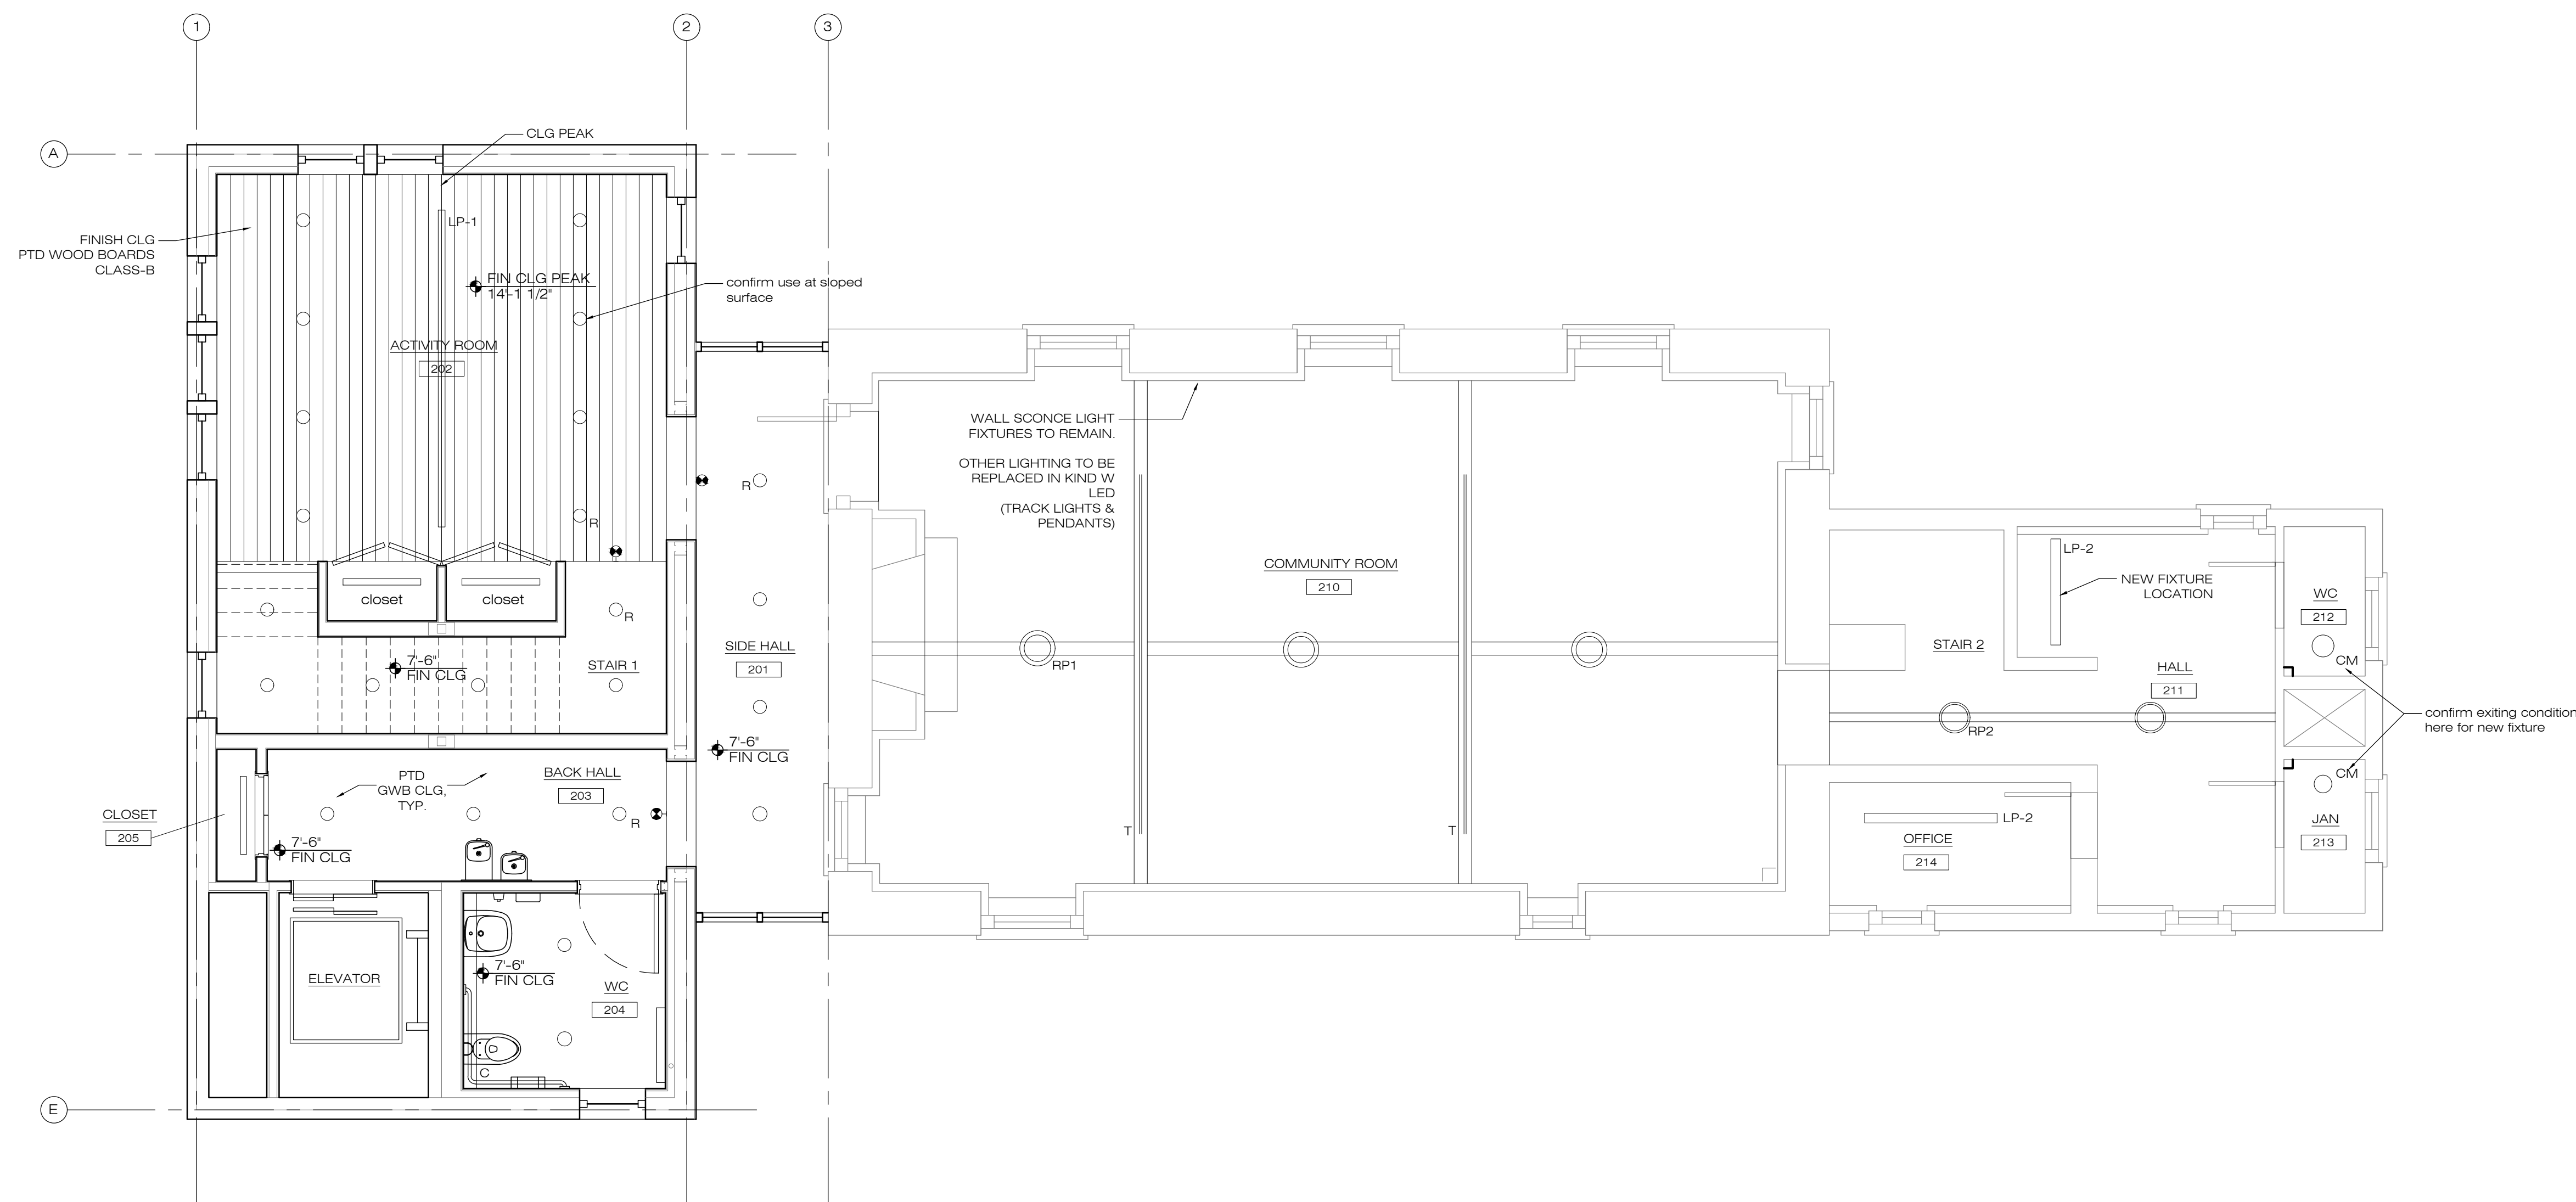 1
2
3
A
CLG PEAK
LP-1
FINISH CLG
PTD WOOD BOARDS
CLASS-B
FIN CLG PEAK
14'-1 1/2"
confirm use at sloped
surface
ACTIVITY ROOM
202
R
R
closet
closet
R
7'-6"
FIN CLG
STAIR 1
SIDE HALL
201
7'-6"
FIN CLG
WALL SCONCE LIGHT
FIXTURES TO REMAIN.
OTHER LIGHTING TO BE
REPLACED IN KIND W
LED
(TRACK LIGHTS &
PENDANTS)
COMMUNITY ROOM
210
RP1
T
T
LP-2
NEW FIXTURE
LOCATION
STAIR 2
HALL
211
RP2
WC
212
CM
confirm exiting condition
here for new fixture
CM
JAN
213
LP-2
OFFICE
214
PTD
GWB CLG,
TYP.
BACK HALL
203
R
CLOSET
205
7'-6"
FIN CLG
ELEVATOR
7'-6"
FIN CLG
WC
204
C
E